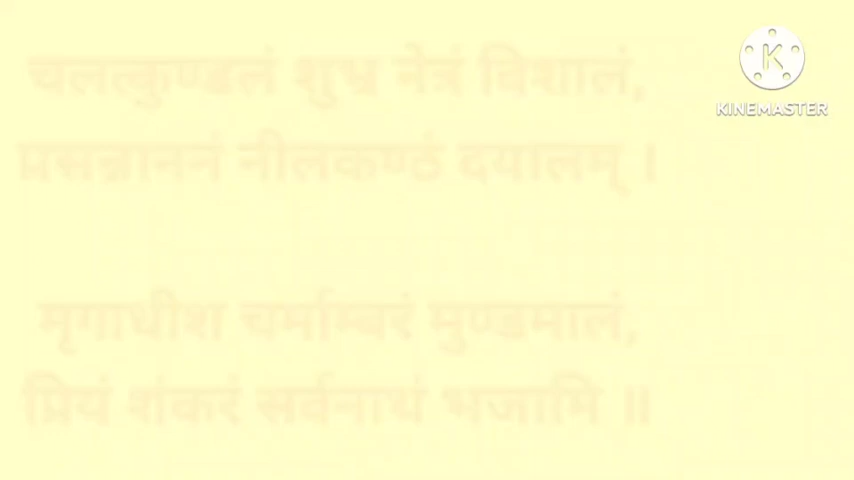 चलत्कुण्डलं शुभ्र नेत्रं विशालं,
प्रसन्नाननं नीलकण्ठं दयालम् ।
मृगाधीश चर्माम्बरं मुण्डमालं,
प्रियं शंकरं सर्वनाथं भजामि ॥
KINEMASTER